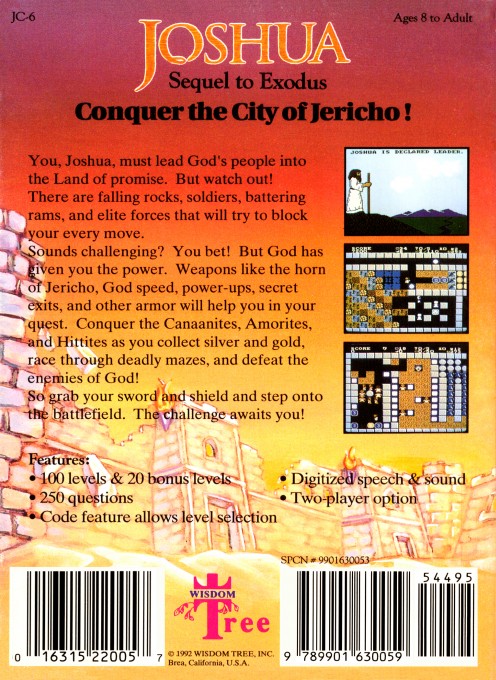 JC-6
Ages 8 to Adult
JOSHUA
Sequel to Exodus
Conquer the City of Jericho !
You, Joshua, must lead God's people into
the Land of promise. But watch out!
There are falling rocks, soldiers, battering
rams, and elite forces that will try to block
your every move.
Sounds challenging? You bet! But God has
given you the power. Weapons like the horn
of Jericho, God speed, power-ups, secret
exits, and other armor will help you in your
quest. Conquer the Canaanites, Amorites,
and Hittites as you collect silver and gold,
race through deadly mazes, and defeat the
enemies of God!
So grab your sword and shield and step onto
the battlefield. The challenge awaits you!
JOSHUA IS DECLARED LEADER.
SCORE
SCORE
Features:
• 100 levels & 20 bonus levels
• 250 questions
• Code feature allows level selection
• Digitized speech & sound
• Two-player option
SPCN # 9901630053
54495
WISDOM
Tree
© 1992 WISDOM TREE, INC.
Brea, California, U.S.A.
0 16315 22005 7
9 789901 630059